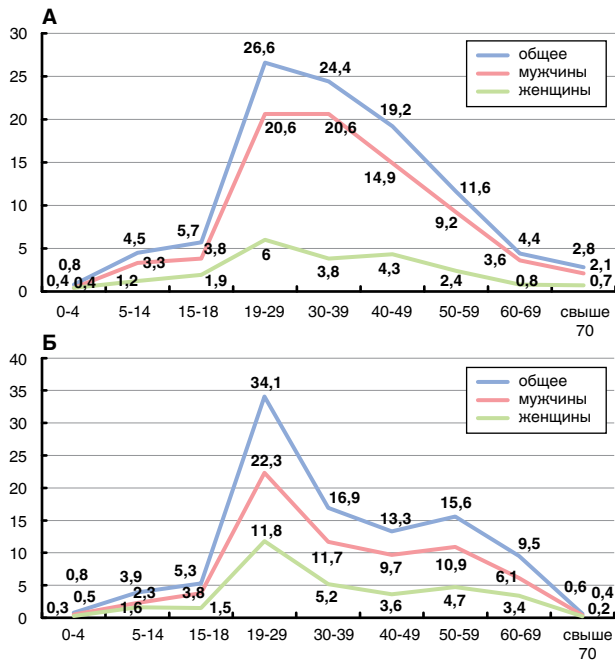 А
30
25
20
15
10
5
0
общее
мужчины
женщины
26,6 24,4 19,2 11,6 4,4 2,8
20,6 20,6 14,9 9,2 3,6 2,1
0,8 4,5 5,7
0,4 0,4 3,3 3,8
1,2 1,9 6 3,8 4,3 2,4 0,8 0,7
0-4 5-14 15-18 19-29 30-39 40-49 50-59 60-69 свыше
70
Б
40
35
30
25
20
15
10
5
0
общее
мужчины
женщины
34,1
22,3 16,9 13,3 15,6 9,5
11,8 11,7 9,7 10,9 6,1
0,8 3,9 5,3 0,6 0,4
0,5 2,3 3,8 5,2 3,6 4,7 3,4
0,3 1,6 1,5 0,2
0-4 5-14 15-18 19-29 30-39 40-49 50-59 60-69 свыше
70